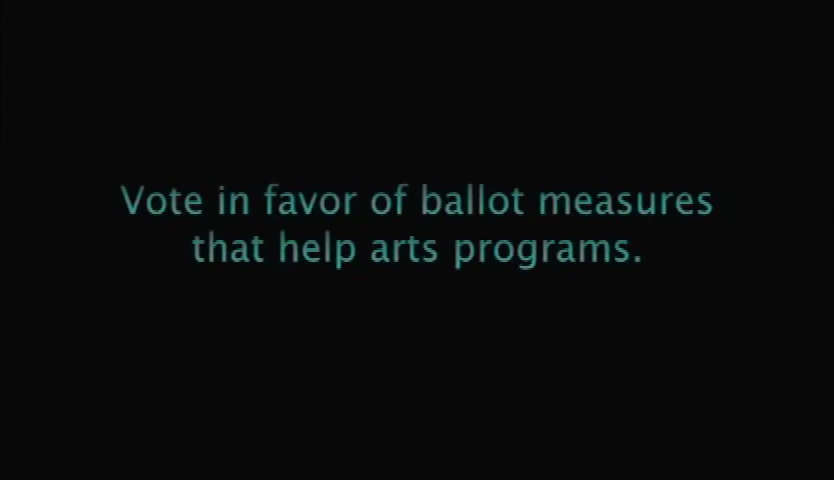 Vote in favor of ballot measures
that help arts programs.